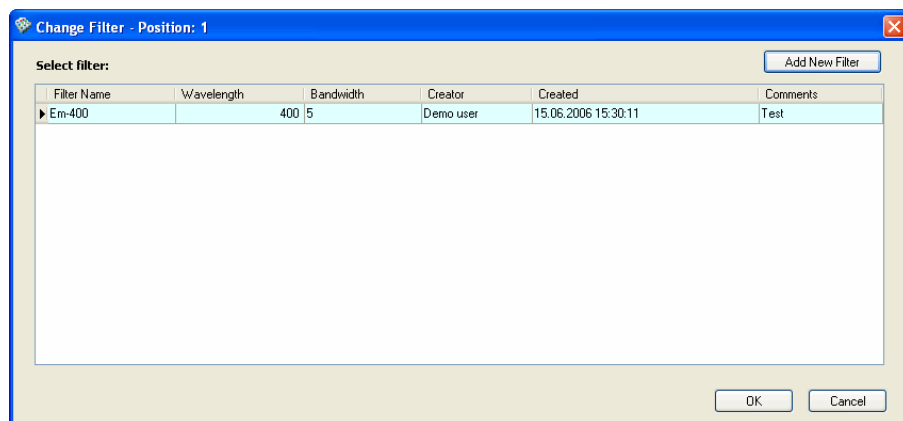 Change Filter - Position: 1
Select filter:
Add New Filter
Filter Name Wavelength Bandwidth Creator Created Comments
Em-400 400 5 Demo user 15.06.2006 15:30:11 Test
OK Cancel